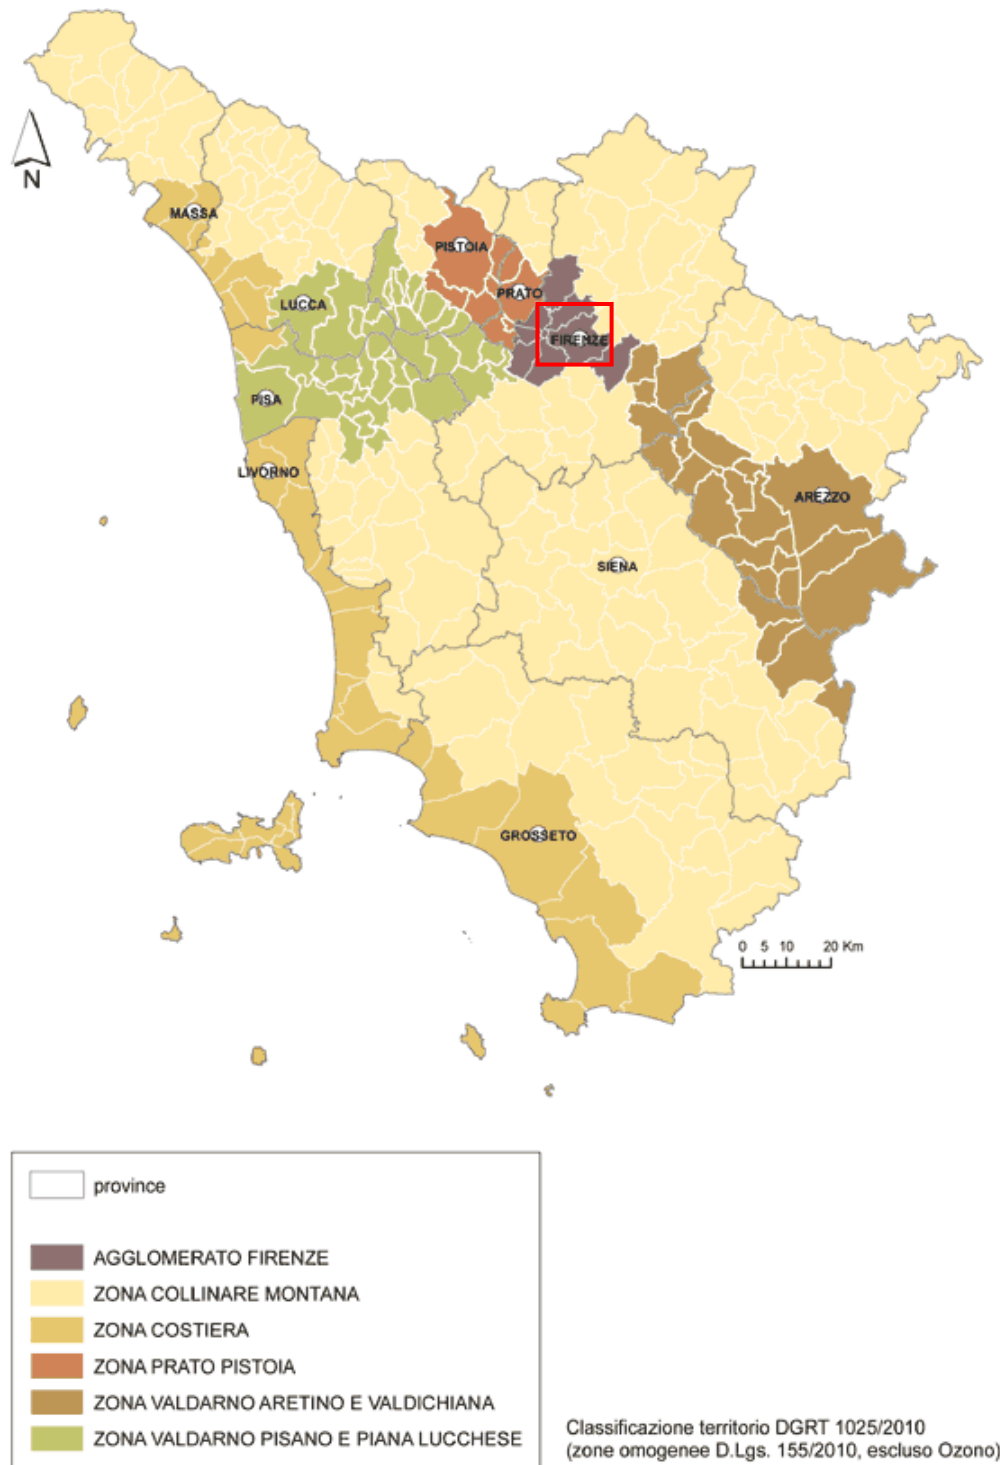 N
MASSA
PISTOIA
PRATO
LUCCA
FIRENZE
PISA
LIVORNO
AREZZO
SIENA
GROSSETO
0 5 10 20 Km
province
AGGLOMERATO FIRENZE
ZONA COLLINARE MONTANA
ZONA COSTIERA
ZONA PRATO PISTOIA
ZONA VALDARNO ARETINO E VALDICHIANA
ZONA VALDARNO PISANO E PIANA LUCCHESE
Classificazione territorio DGRT 1025/2010
(zone omogenee D.Lgs. 155/2010, escluso Ozono)